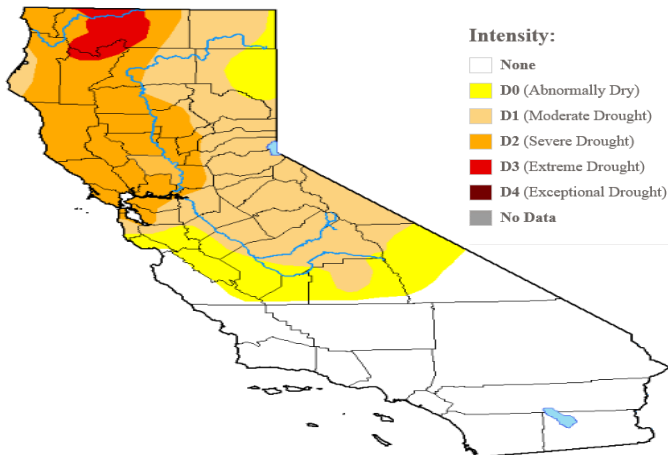 Intensity:
None
D0 (Abnormally Dry)
D1 (Moderate Drought)
D2 (Severe Drought)
D3 (Extreme Drought)
D4 (Exceptional Drought)
No Data